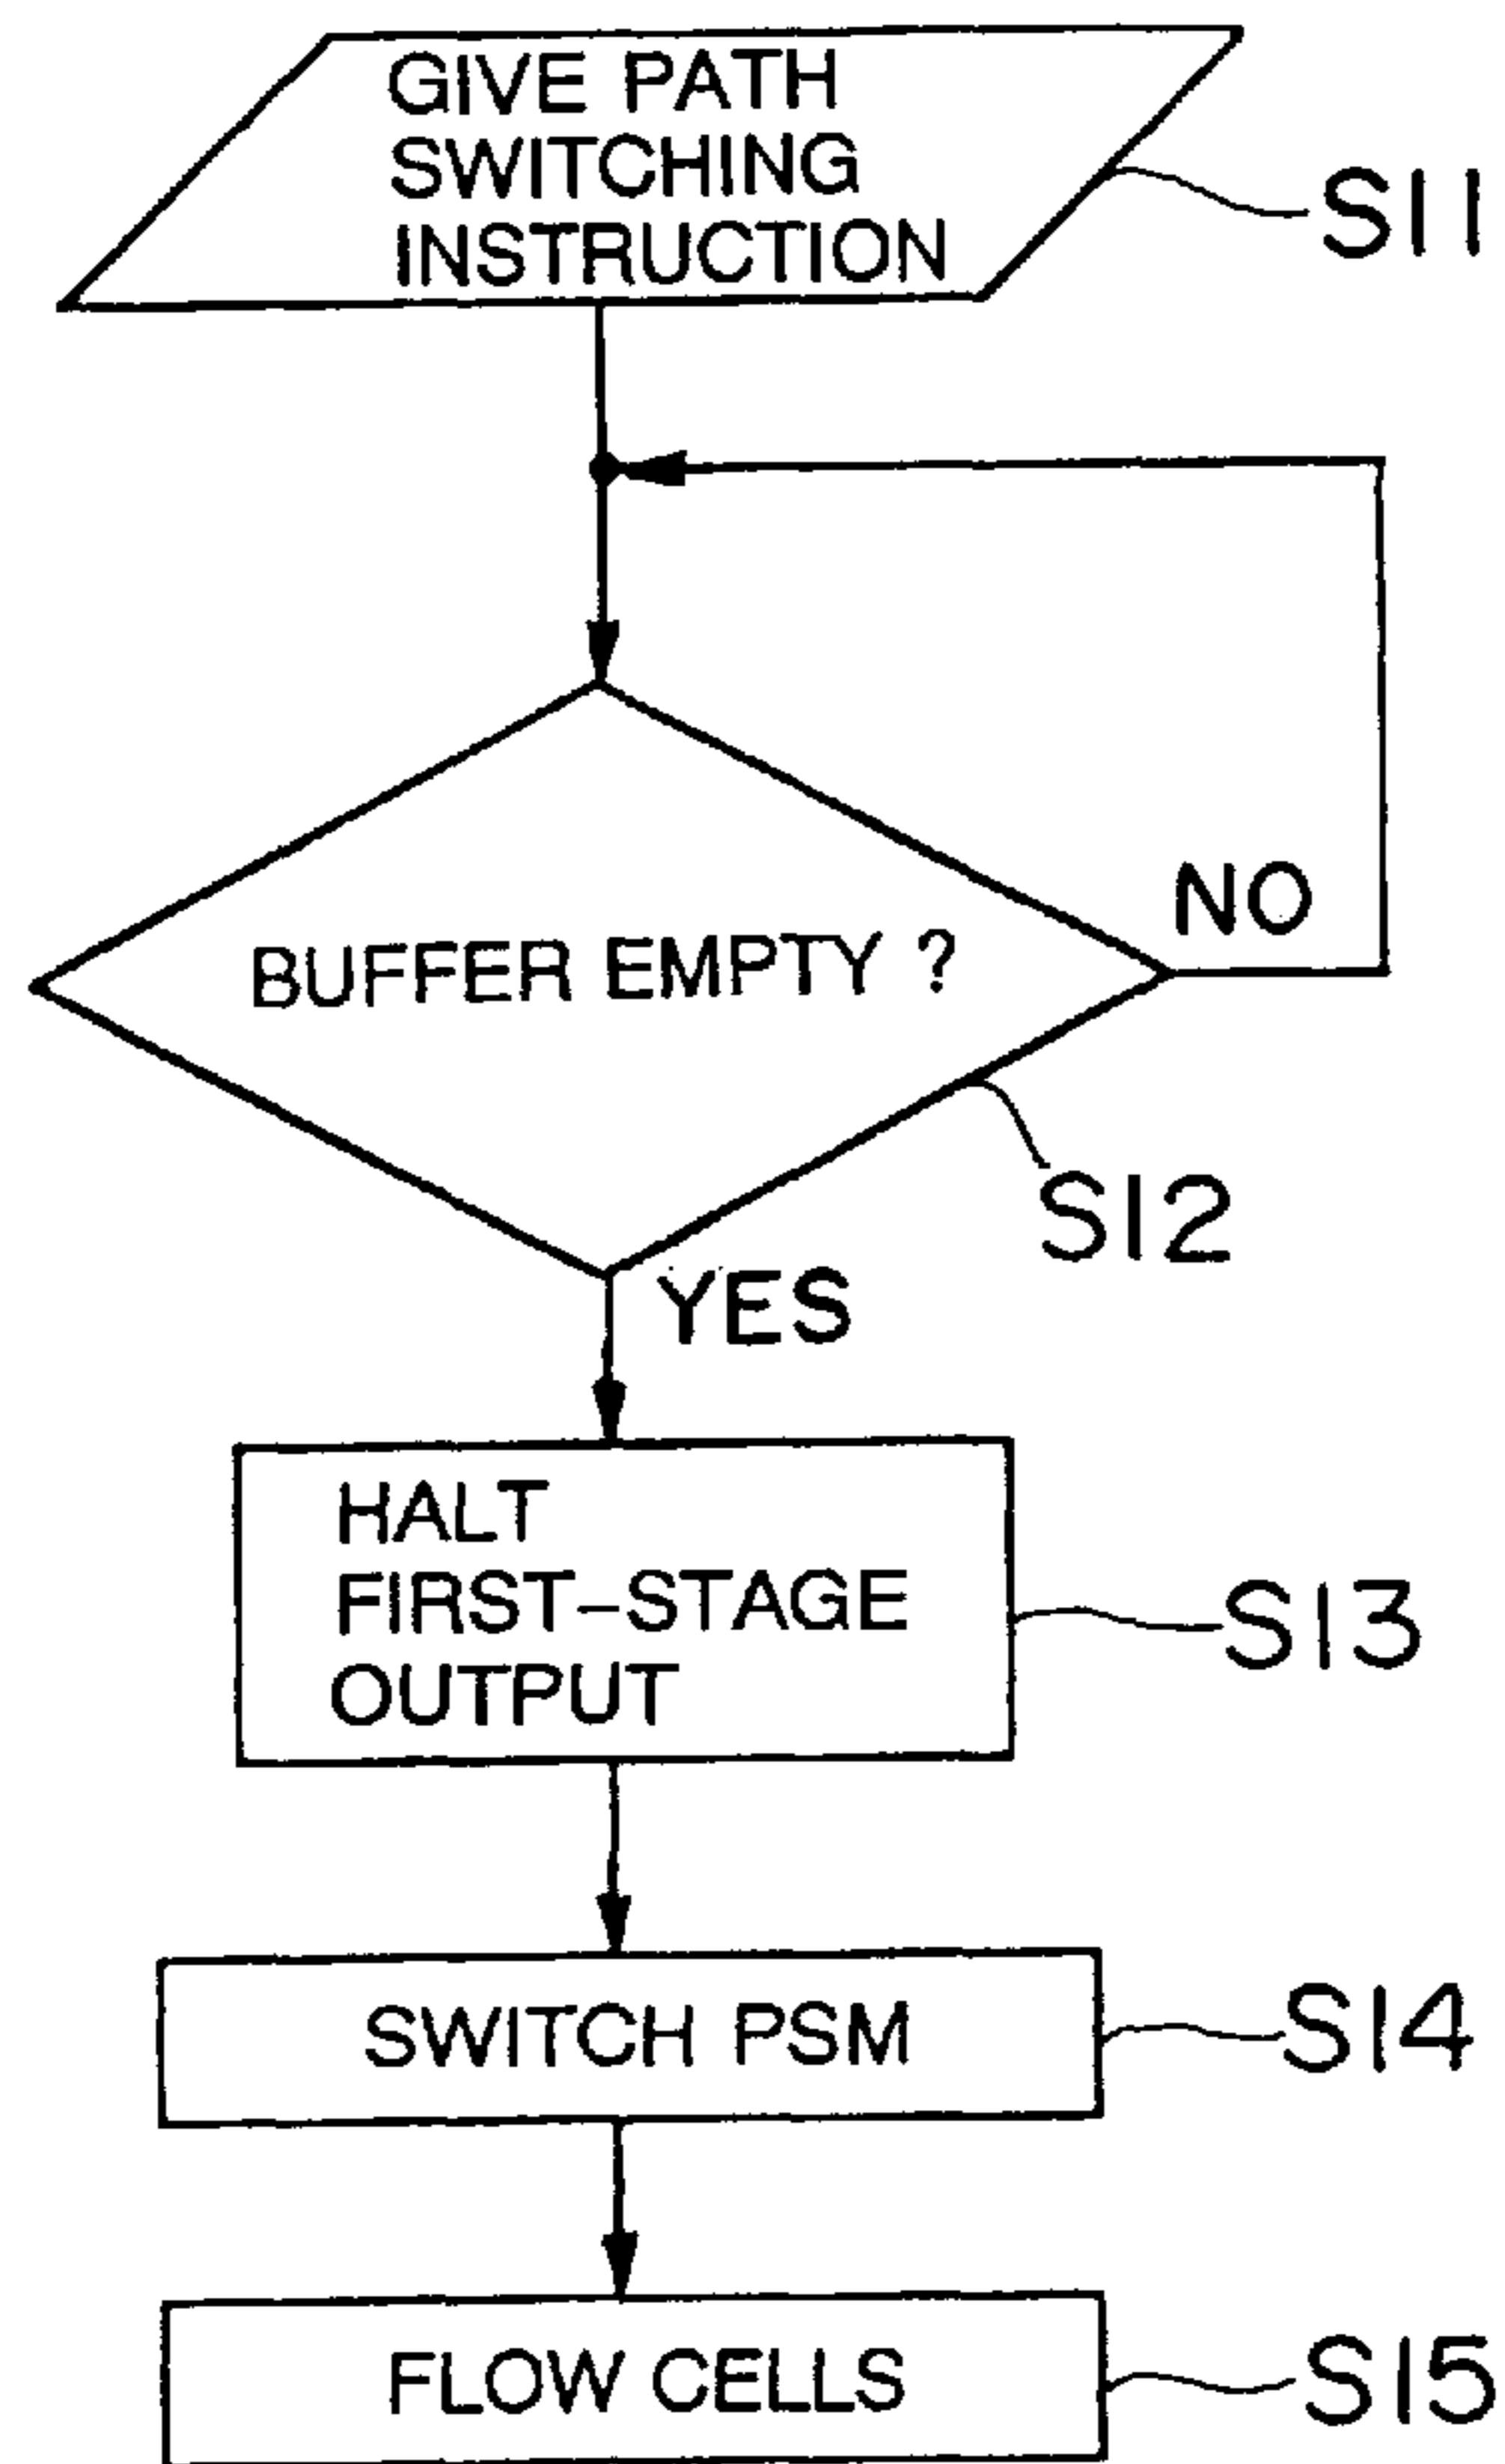 GIVE PATH
SWITCHING
INSTRUCTION
S11
NO
BUFFER EMPTY ?
S12
YES
HALT
FIRST-STAGE
OUTPUT
S13
SWITCH PSM
S14
FLOW CELLS
S15